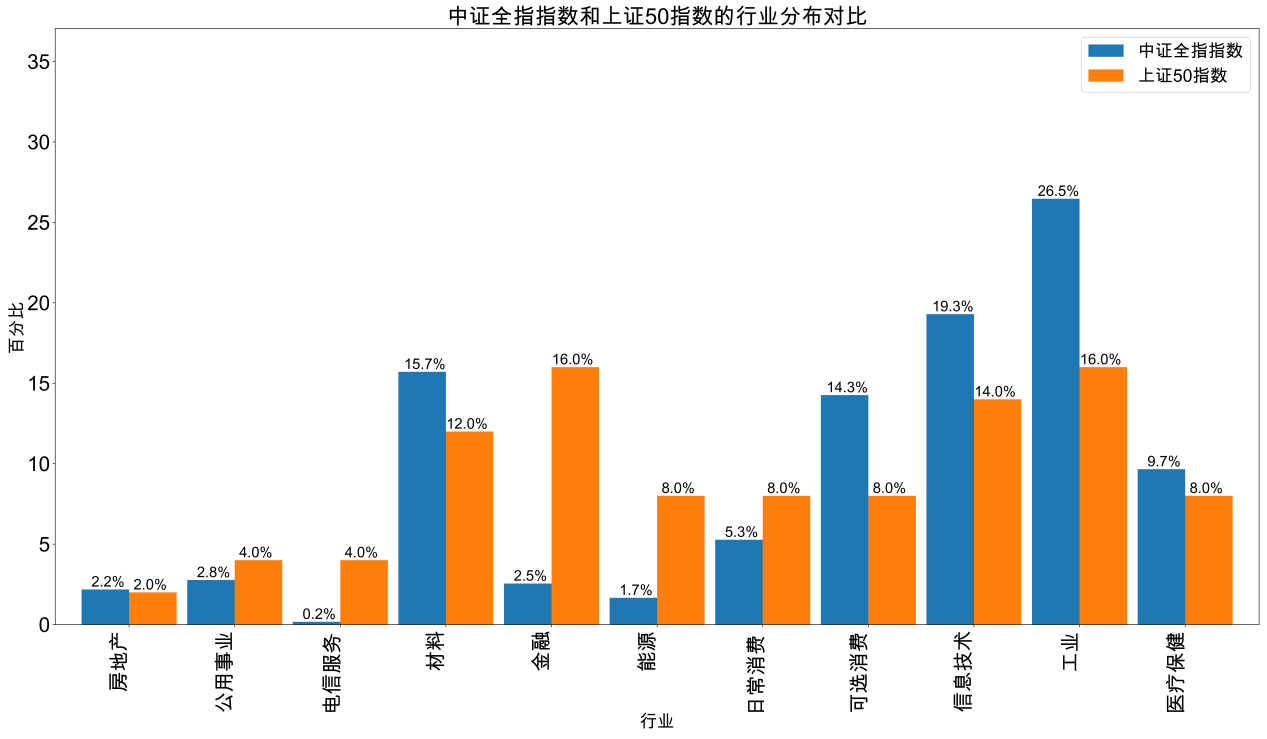 中证全指指数和上证50指数的行业分布对比
中证全指指数
上证50指数
百分比
35
30
25
20
15
10
5
0
2.2%
2.0%
2.8%
4.0%
0.2%
4.0%
15.7%
12.0%
2.5%
16.0%
1.7%
8.0%
5.3%
8.0%
14.3%
8.0%
19.3%
14.0%
26.5%
16.0%
9.7%
8.0%
房地产
公用事业
电信服务
材料
金融
能源
日常消费
可选消费
信息技术
工业
医疗保健
行业